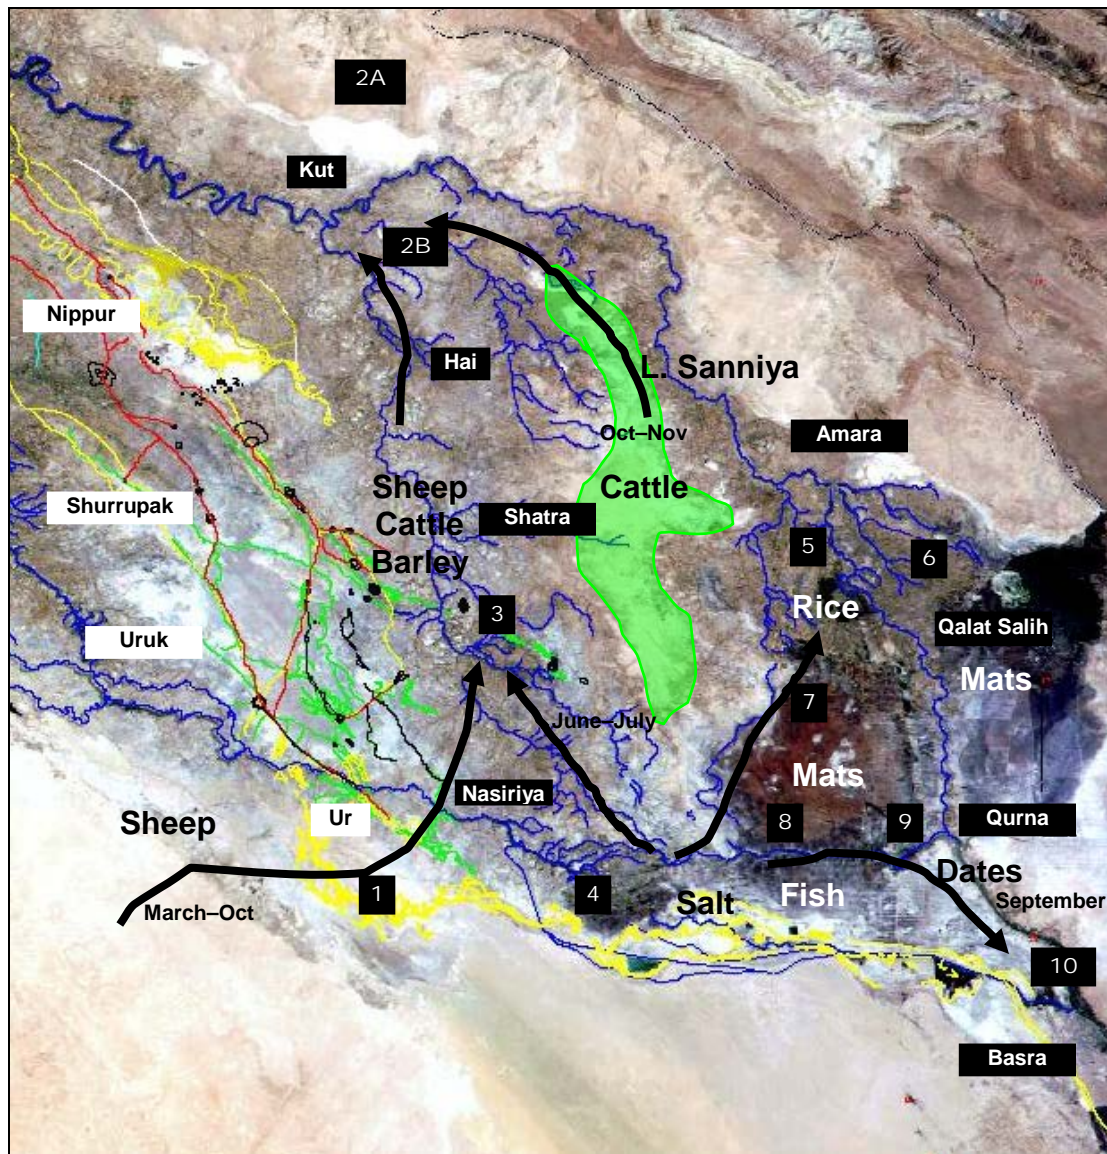 2A
Kut
2B
Nippur
Hai
L. Sanniya
Oct–Nov
Amara
Sheep
Cattle
Barley
Cattle
Shurrupak
Shatra
5
6
3
Rice
Uruk
Qalat Salih
Mats
7
June–July
Mats
Nasiriya
Sheep
Ur
8
9
Qurna
Dates
1
4
Salt
Fish
September
March–Oct
10
Basra